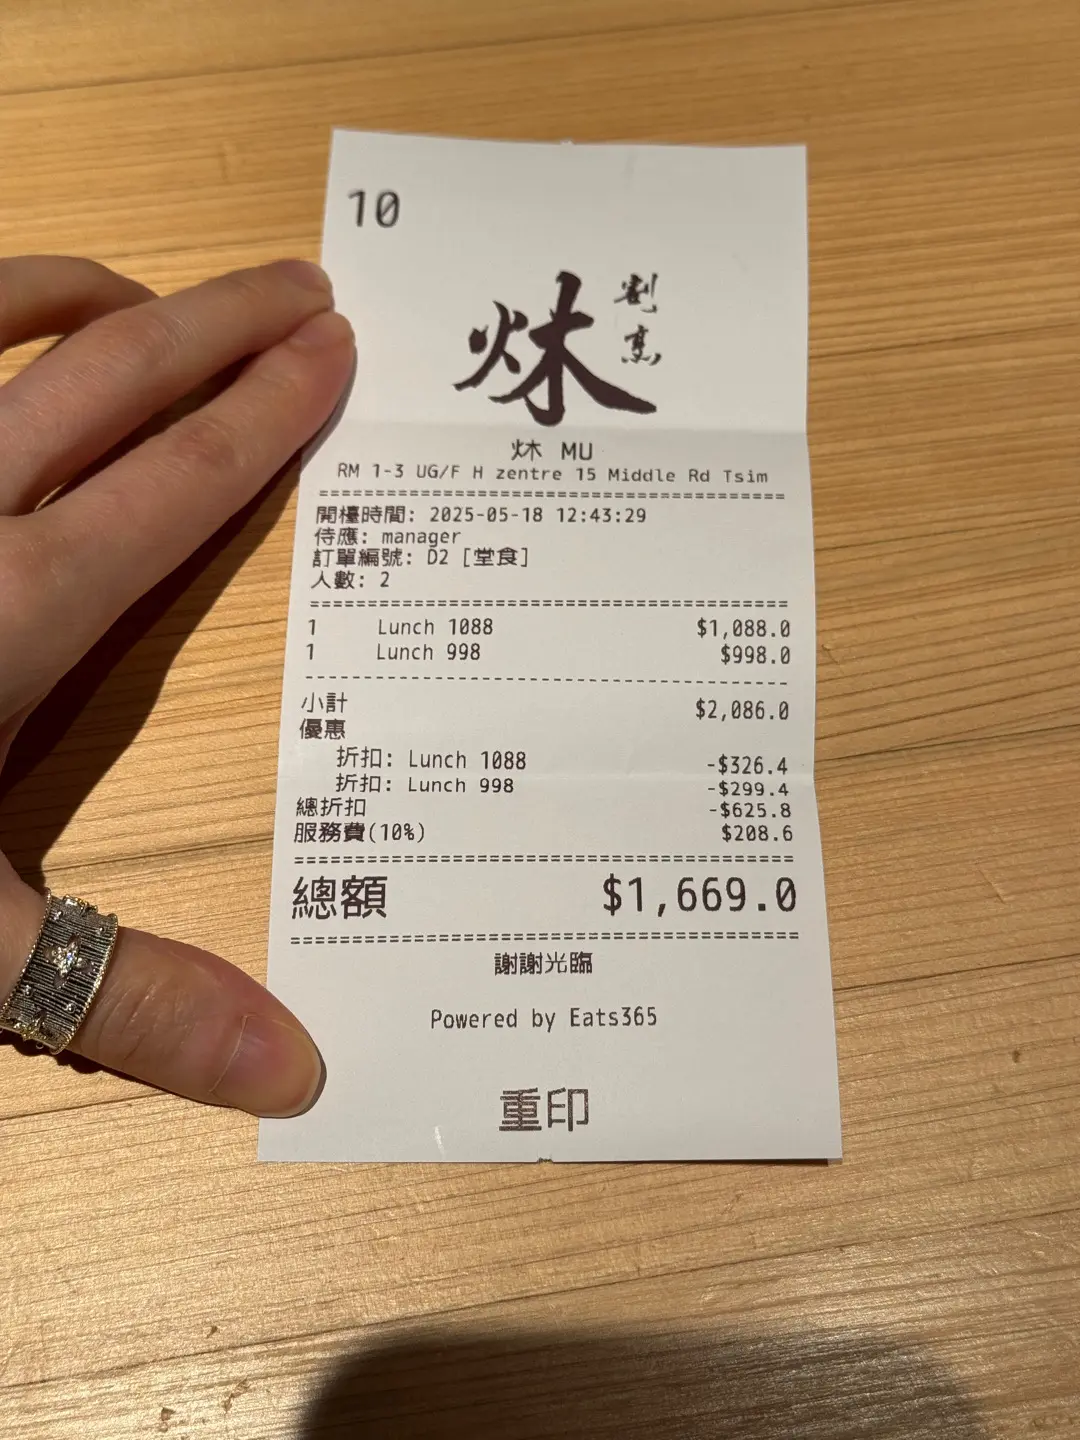 10
割烹
炑
炑 MU
RM 1-3 UG/F H zentre 15 Middle Rd Tsim
========================================
開檯時間: 2025-05-18 12:43:29
侍應: manager
訂單編號: D2 [堂食]
人數: 2
========================================
1 Lunch 1088 $1,088.0
1 Lunch 998 $998.0
----------------------------------------
小計 $2,086.0
優惠
折扣: Lunch 1088 -$326.4
折扣: Lunch 998 -$299.4
總折扣 -$625.8
服務費(10%) $208.6
========================================
總額 $1,669.0
========================================
謝謝光臨
Powered by Eats365
重印